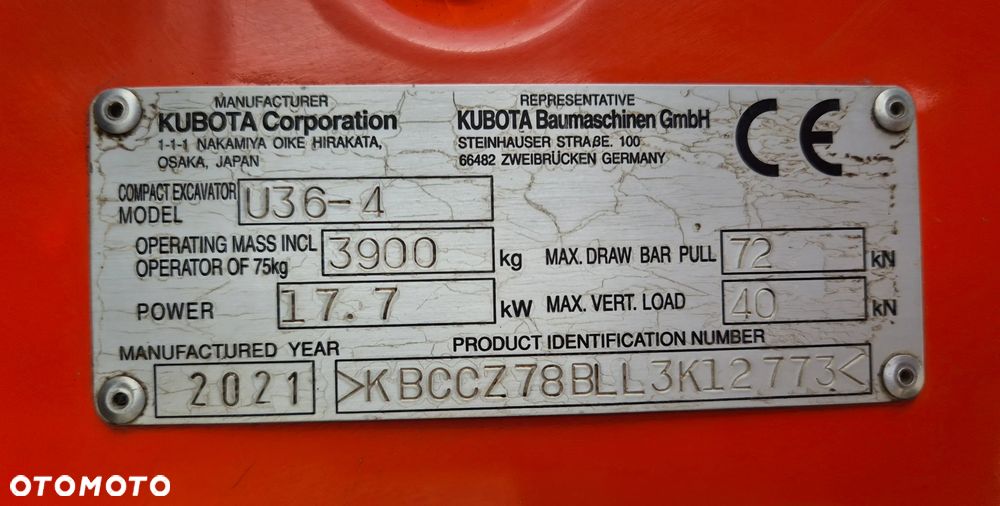 MANUFACTURER
KUBOTA Corporation
1-1-1 NAKAMIYA OIKE HIRAKATA,
OSAKA, JAPAN
REPRESENTATIVE
KUBOTA Baumaschinen GmbH
STEINHAUSER STRAßE. 100
66482 ZWEIBRÜCKEN GERMANY
CE
COMPACT EXCAVATOR
MODEL U36-4
OPERATING MASS INCL
OPERATOR OF 75kg 3900 kg
MAX. DRAW BAR PULL 72 kN
POWER 17.7 kW
MAX. VERT. LOAD 40 kN
MANUFACTURED YEAR
2021
PRODUCT IDENTIFICATION NUMBER
>KBCCZ78BLL3K12773<
OTOMOTO